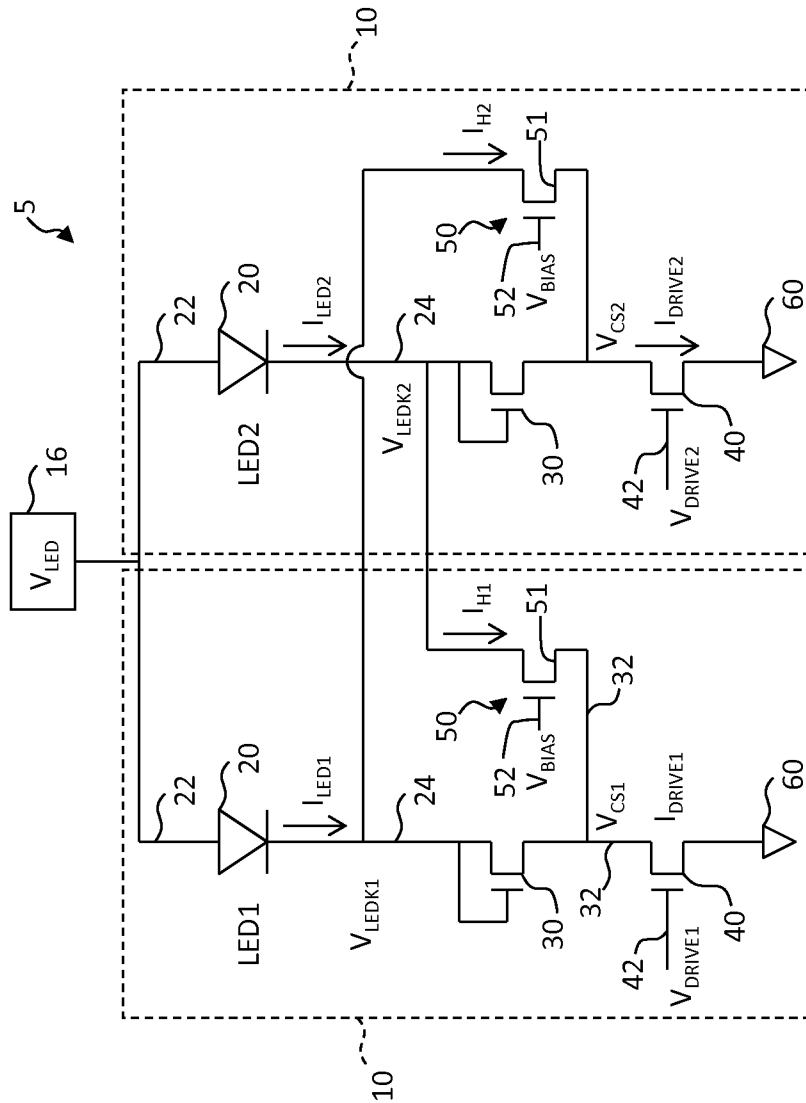 5
V_LED 16
10
22 22
20 20
LED1 LED2
I_LED1 I_LED2
24 24
V_LEDK1 V_LEDK2
I_H1 I_H2
50 50
51 51
52 52
V_BIAS V_BIAS
30 30
32
V_CS1 V_CS2
32
I_DRIVE1 I_DRIVE2
42 42
V_DRIVE1 V_DRIVE2
40 40
60 60
10